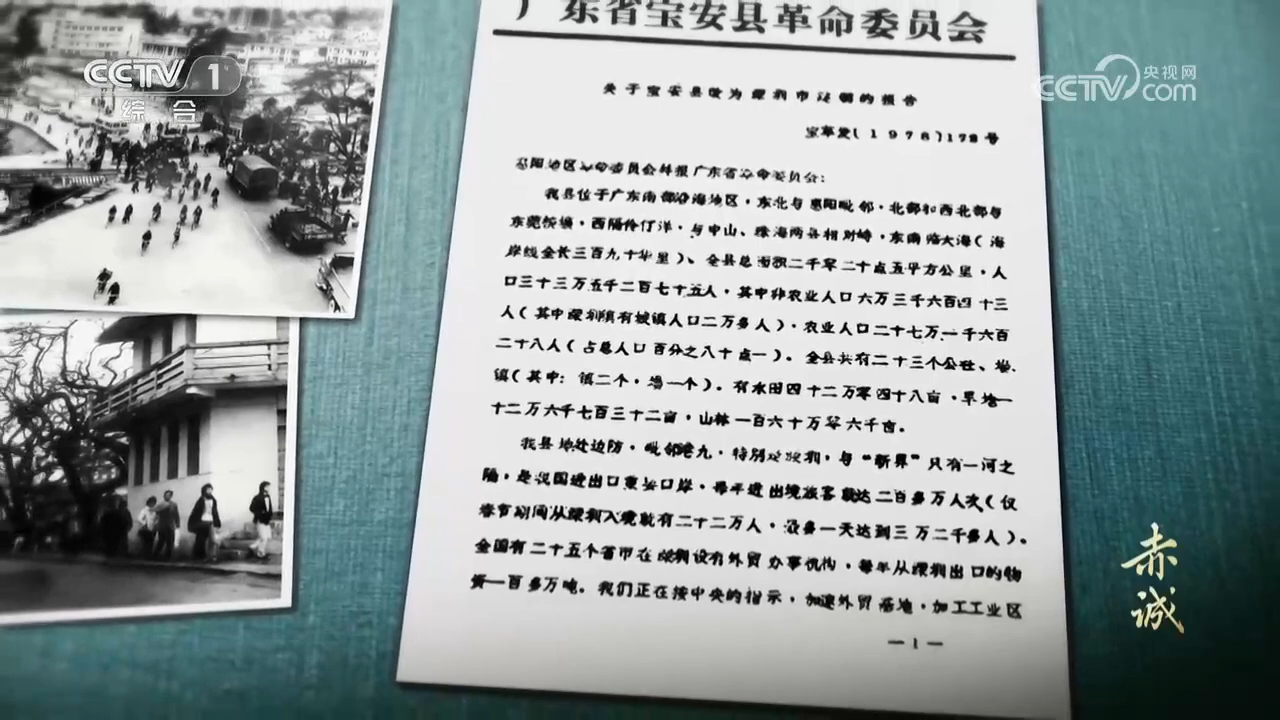 CCTV 1
综合
央视网
CCTV.com
广东省宝安县革命委员会
关于宝安县改为深圳市建制的报告
宝革发(1978)172号
惠阳地区革命委员会并报广东省革命委员会:
我县位于广东南部沿海地区,东北与惠阳毗邻,北部和西北部与
东莞接壤,西隔伶仃洋,与中山、珠海两县相对峙,东南临大海(海
岸线全长三百九十华里)、全县总面积二千零二十点五平方公里,人
口三十三万五千二百七十五人,其中非农业人口六万三千六百四十三
人(其中深圳镇有城镇人口二万多人),农业人口二十七万一千六百
二十八人(占总人口百分之八十点一)。全县共有二十三个公社、场、
镇(其中:镇二个,场一个)。有水田四十二万零四十八亩,旱地一
十二万六千七百三十二亩,山林一百六十万零六千亩。
我县地处边防,毗邻港九,特别是深圳,与“新界”只有一河之
隔,是我国进出口重要口岸,每年进出境旅客就达二百多万人次(仅
春节期间从深圳入境就有二十二万人,最多一天达到三万二千多人)。
全国有二十五个省市在深圳设有外贸办事机构,每年从深圳出口的物
资一百多万吨。我们正在按中央的指示,加速外贸基地,加工工业区
—1—
赤诚